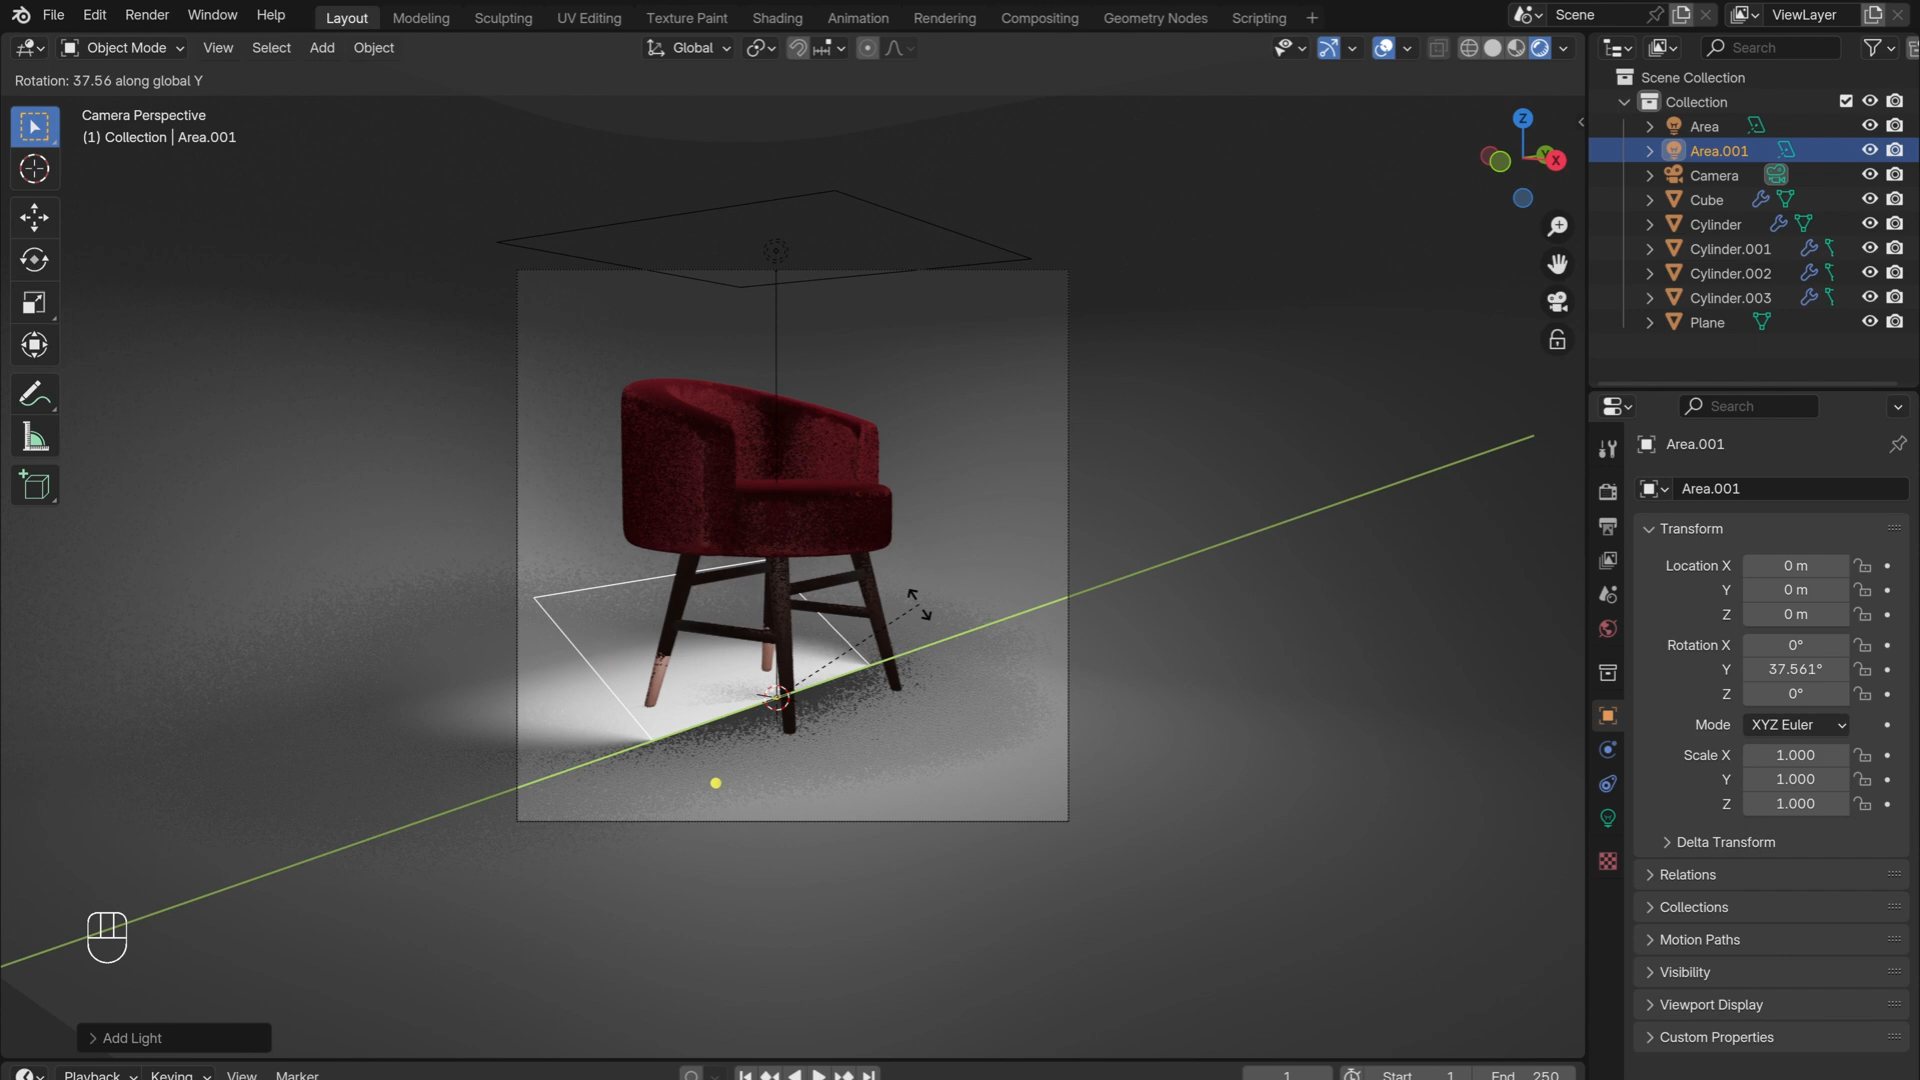 File Edit Render Window Help Layout Modeling Sculpting UV Editing Texture Paint Shading Animation Rendering Compositing Geometry Nodes Scripting + Scene ViewLayer
Object Mode View Select Add Object Global Search
Rotation: 37.56 along global Y
Camera Perspective
(1) Collection | Area.001
Z
Y
X
Scene Collection
Collection
Area
Area.001
Camera
Cube
Cylinder
Cylinder.001
Cylinder.002
Cylinder.003
Plane
Search
Area.001
Area.001
Transform
Location X 0 m
Y 0 m
Z 0 m
Rotation X 0°
Y 37.561°
Z 0°
Mode XYZ Euler
Scale X 1.000
Y 1.000
Z 1.000
Delta Transform
Relations
Collections
Motion Paths
Visibility
Viewport Display
Custom Properties
Add Light
Playback Keying View Marker 1 Start 1 End 250